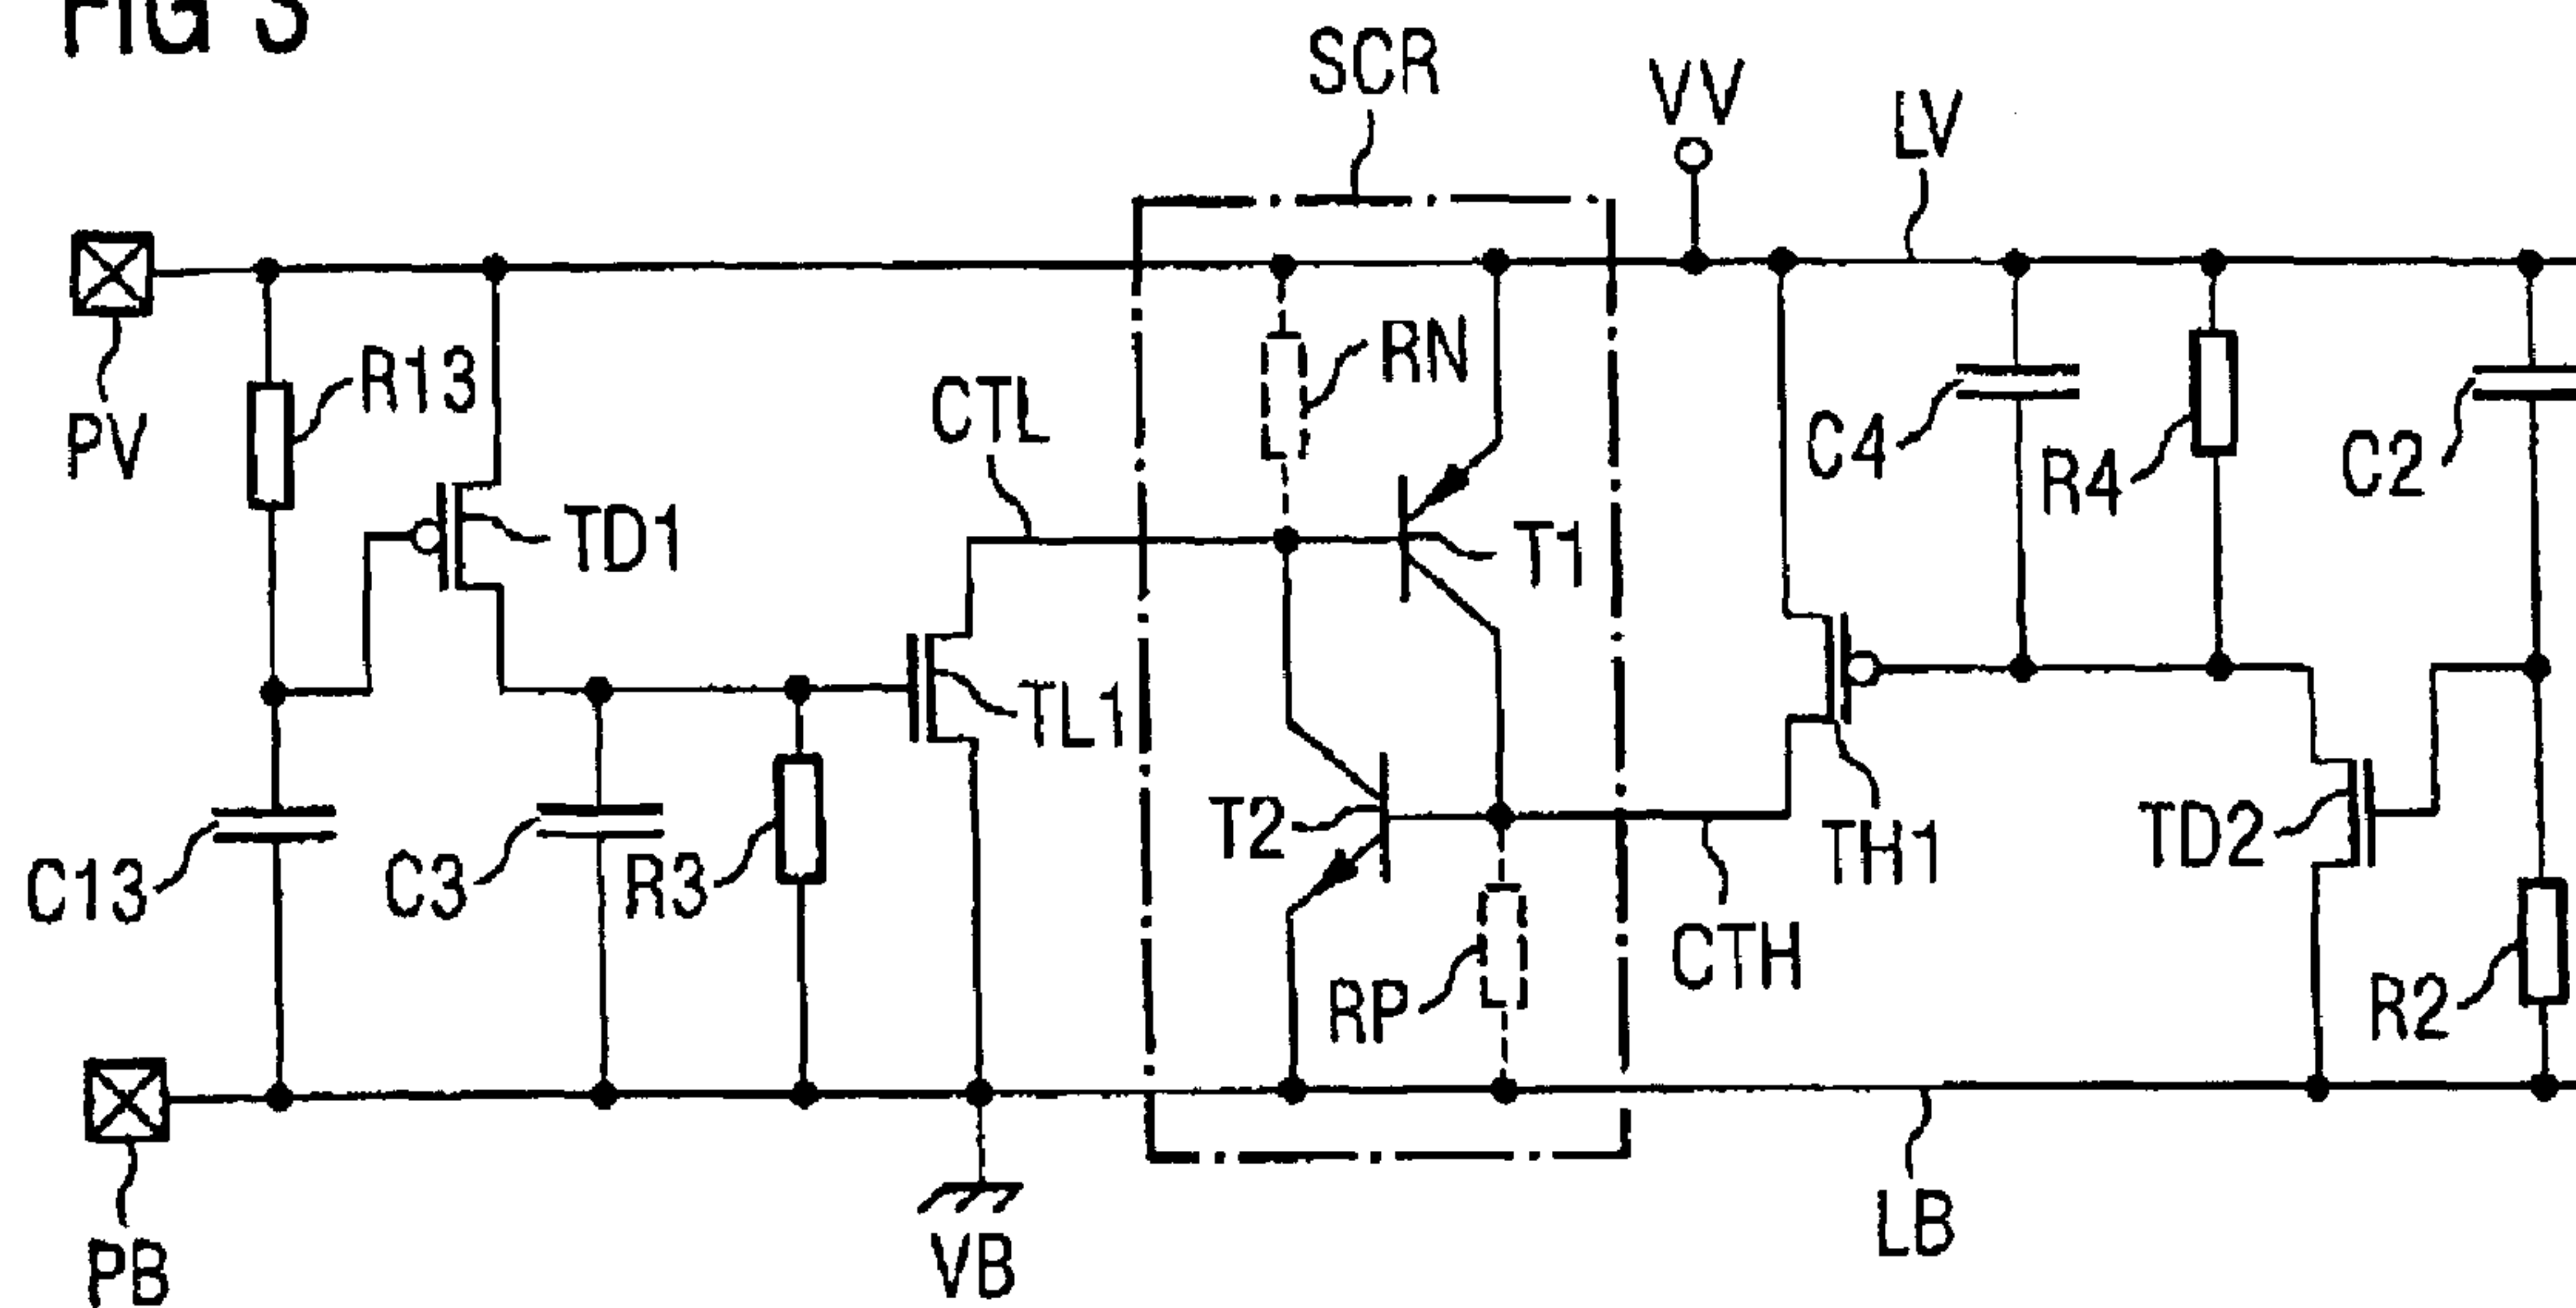 FIG 3
SCR
VV
LV
PV
R13
CTL
RN
C4
R4
C2
TD1
T1
TL1
C13
C3
R3
T2
TH1
TD2
RP
CTH
R2
PB
VB
LB